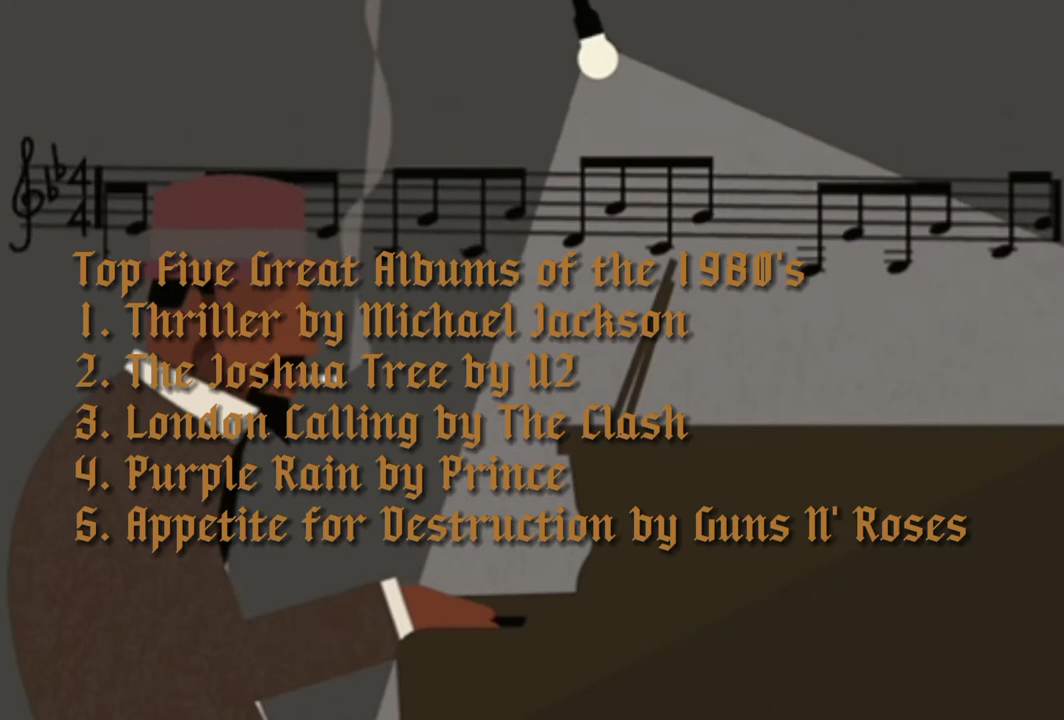 Top Five Great Albums of the 1980's
1. Thriller by Michael Jackson
2. The Joshua Tree by U2
3. London Calling by The Clash
4. Purple Rain by Prince
5. Appetite for Destruction by Guns N' Roses